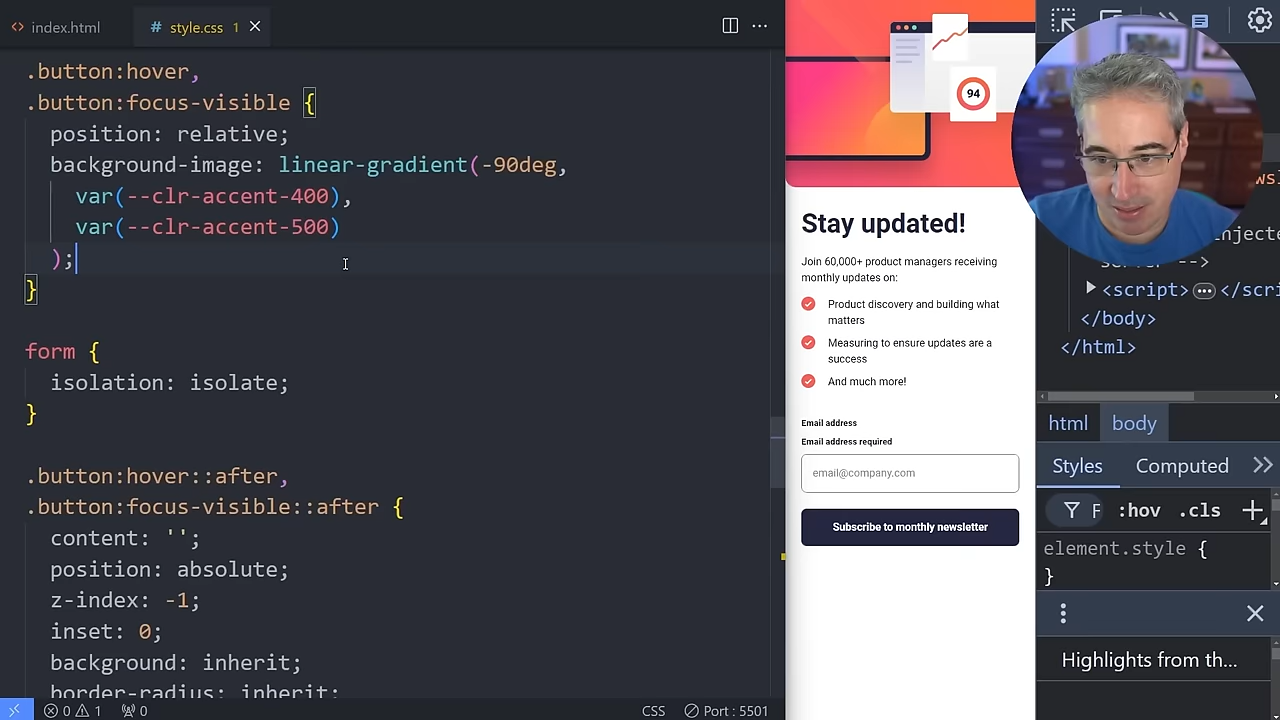 <> index.html
# style.css 1
.button:hover,
.button:focus-visible {
position: relative;
background-image: linear-gradient(-90deg,
var(--clr-accent-400),
var(--clr-accent-500)
);
}
form {
isolation: isolate;
}
.button:hover::after,
.button:focus-visible::after {
content: '';
position: absolute;
z-index: -1;
inset: 0;
background: inherit;
border-radius: inherit;
0 1 0
CSS
Port : 5501
94
Stay updated!
Join 60,000+ product managers receiving
monthly updates on:
Product discovery and building what
matters
Measuring to ensure updates are a
success
And much more!
Email address
Email address required
email@company.com
Subscribe to monthly newsletter
server -->
<script> ••• </scri
</body>
</html>
html body
Styles Computed
F :hov .cls
element.style {
}
Highlights from th...